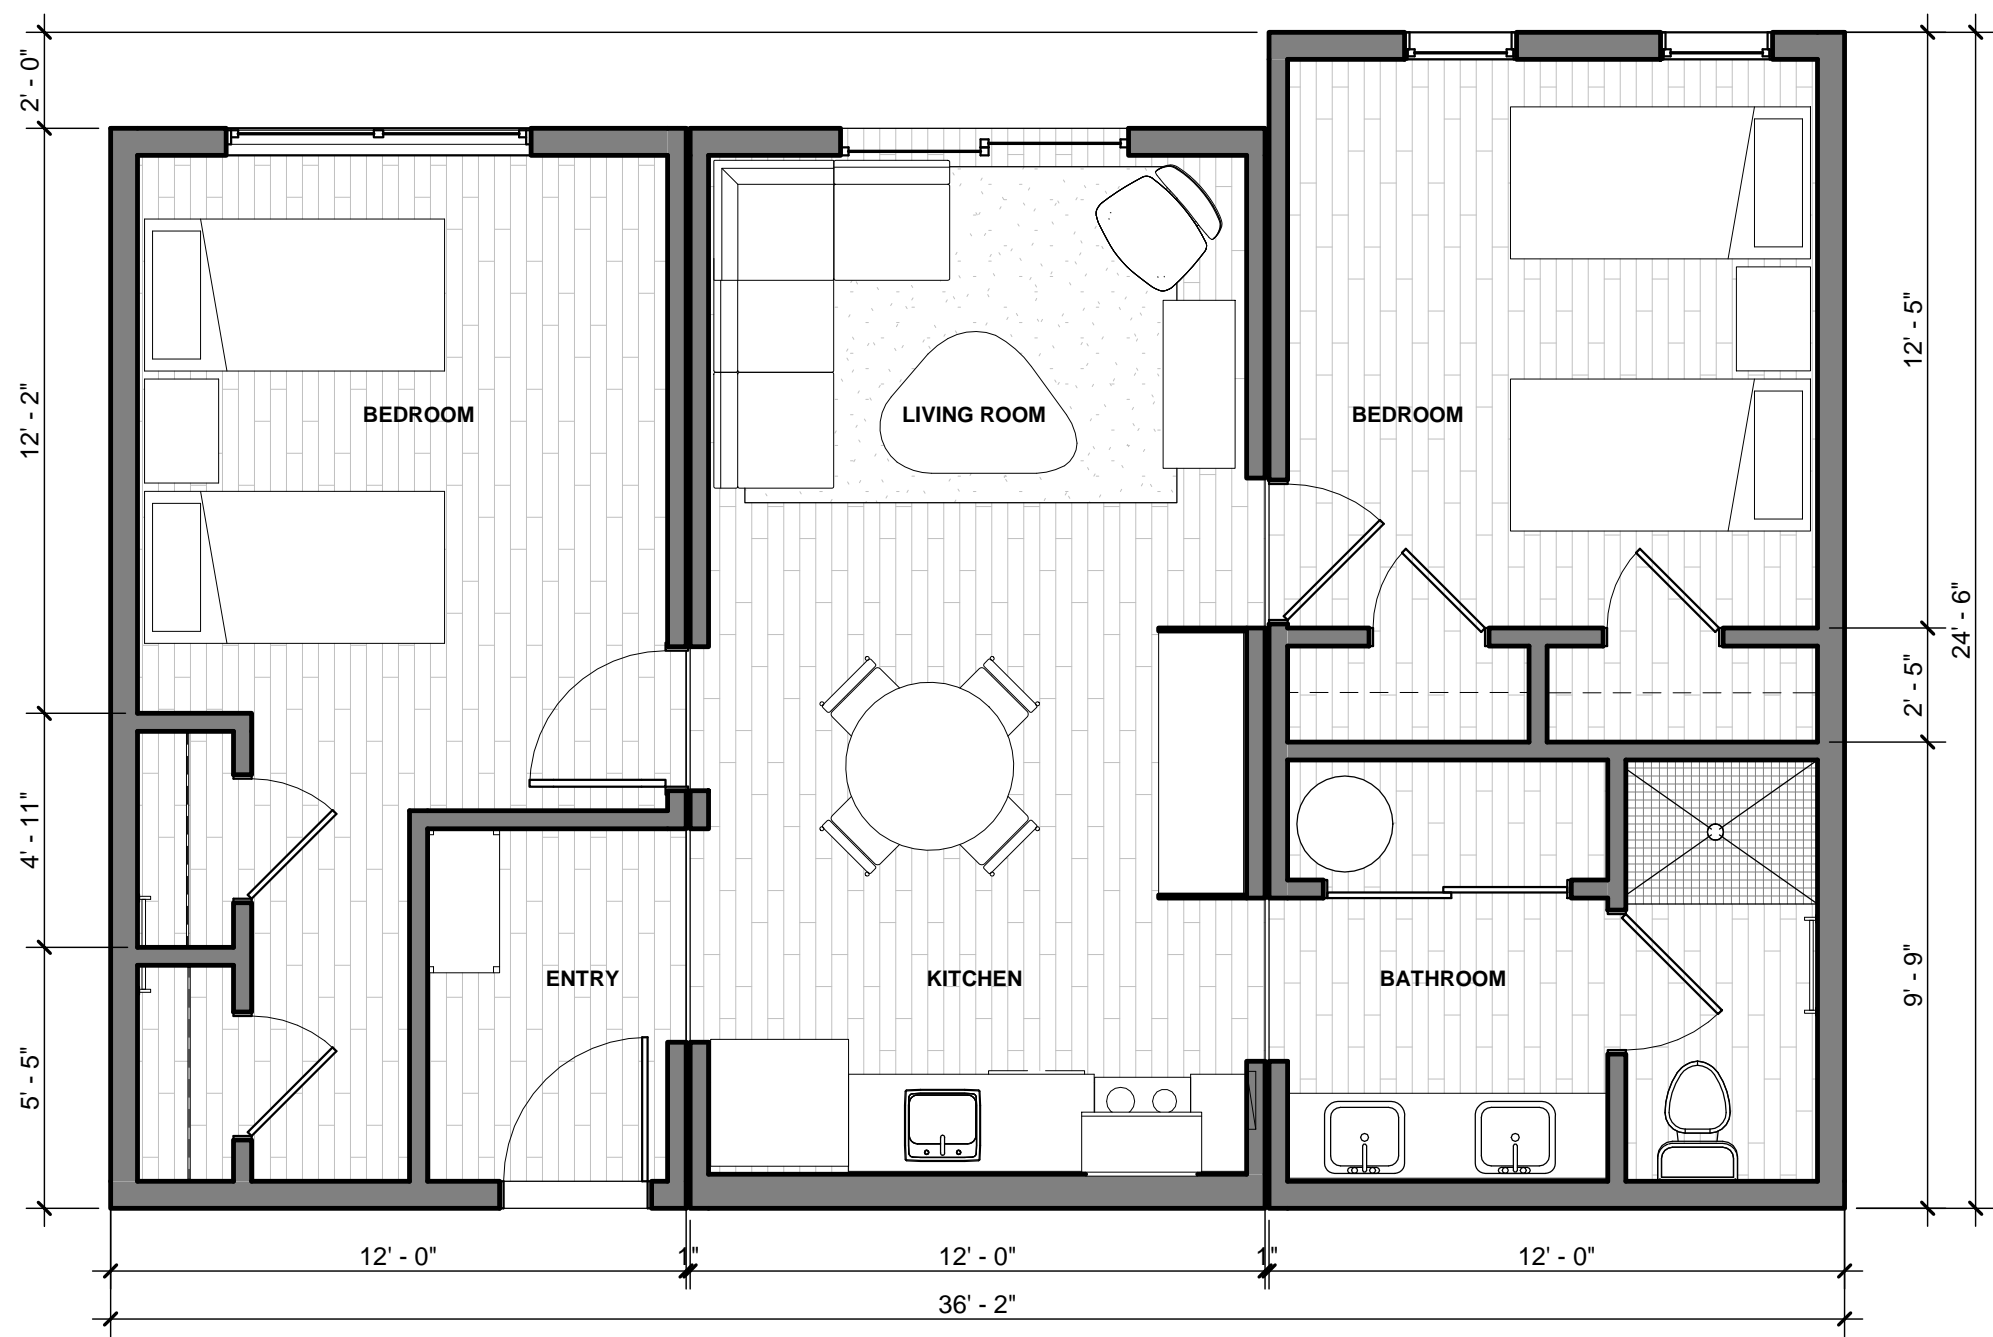 2' - 0"
12' - 2"
4' - 11"
5' - 5"
BEDROOM
LIVING ROOM
BEDROOM
ENTRY
KITCHEN
BATHROOM
12' - 5"
2' - 5"
9' - 9"
24' - 6"
12' - 0"
1"
12' - 0"
1"
12' - 0"
36' - 2"